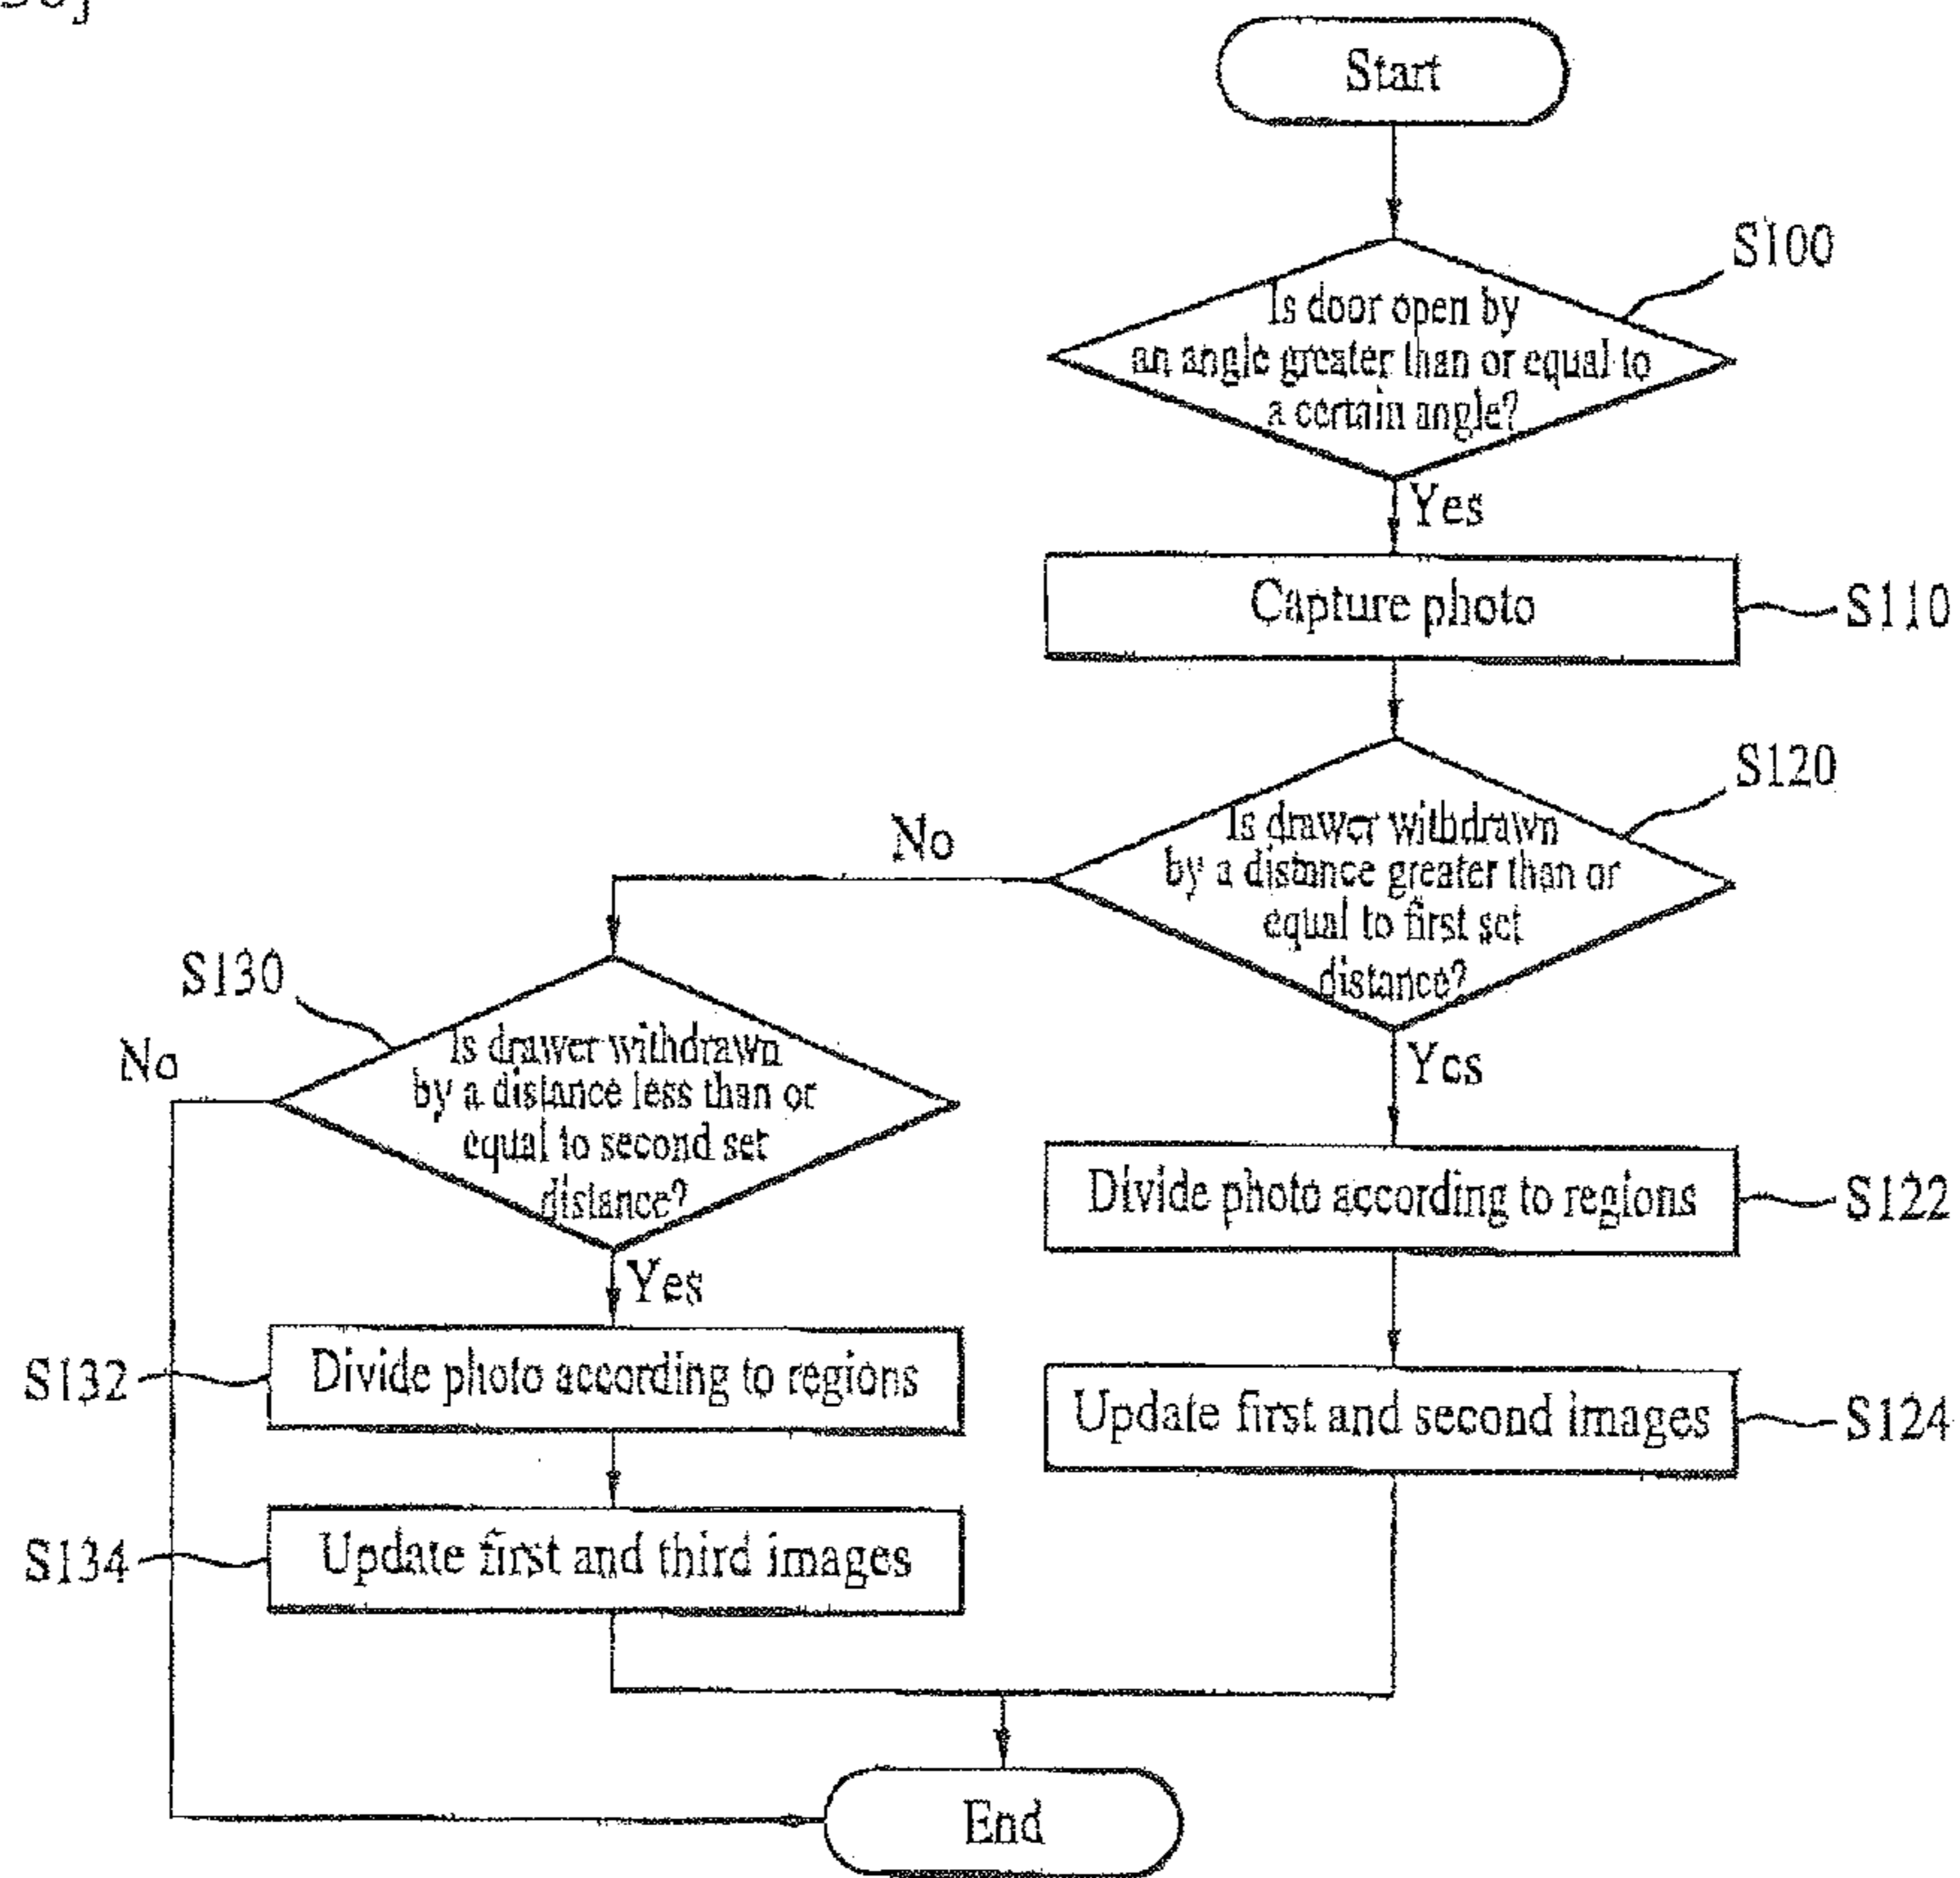 Start
S100
Is door open by
an angle greater than or equal to
a certain angle?
Yes
Capture photo
S110
S120
Is drawer withdrawn
by a distance greater than or
equal to first set
distance?
No
Yes
S130
Is drawer withdrawn
by a distance less than or
equal to second set
distance?
No
Yes
Divide photo according to regions
S122
S132
Divide photo according to regions
Update first and second images
S124
S134
Update first and third images
End